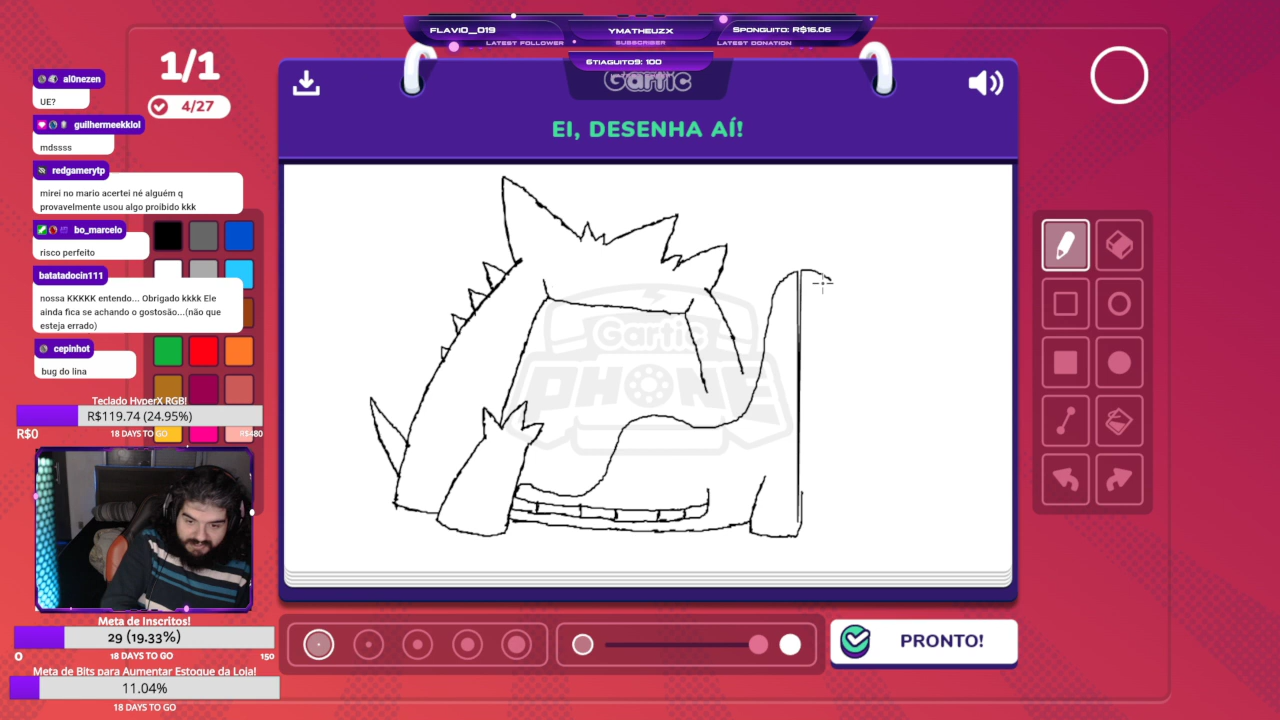 FLAVIO_019
LATEST FOLLOWER
YMATHEUZX
SUBSCRIBER
SPONGUITO: R$16.06
LATEST DONATION
6TIAGUITO9: 100
Gartic
1/1
4/27
EI, DESENHA AÍ!
al0nezen
UE?
guilhermeekklol
mdssss
redgamerytp
mirei no mario acertei né alguém q
provavelmente usou algo proibido kkk
bo_marcelo
risco perfeito
batatadocin111
nossa KKKKK entendo... Obrigado kkkk Ele
ainda fica se achando o gostosão...(não que
esteja errado)
cepinhot
bug do lina
Teclado HyperX RGB!
R$119.74 (24.95%)
R$0
18 DAYS TO GO
R$480
Gartic
PHONE
Meta de Inscritos!
29 (19.33%)
0
18 DAYS TO GO
150
Meta de Bits para Aumentar Estoque da Loja!
11.04%
18 DAYS TO GO
PRONTO!